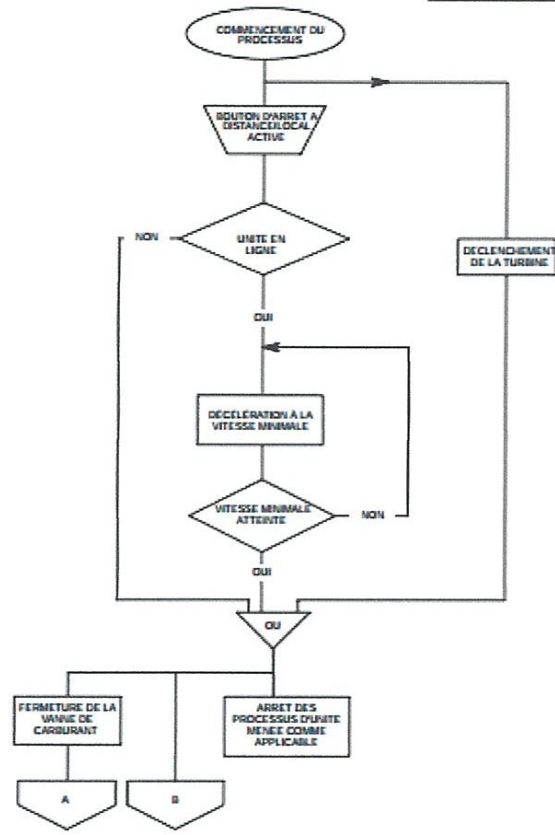 COMMENCEMENT DU
PROCESSUS
BOUTON D'ARRET A
DISTANCE/LOCAL
ACTIVE
NON
UNITE EN
LIGNE
DECLENCHEMENT
DE LA TURBINE
OUI
DÉCÉLÉRATION À LA
VITESSE MINIMALE
VITESSE MINIMALE
ATTEINTE
NON
OUI
OU
FERMETURE DE LA
VANNE DE
CARBURANT
ARRET DES
PROCESSUS D'UNITE
MENEE COMME
APPLICABLE
A
B